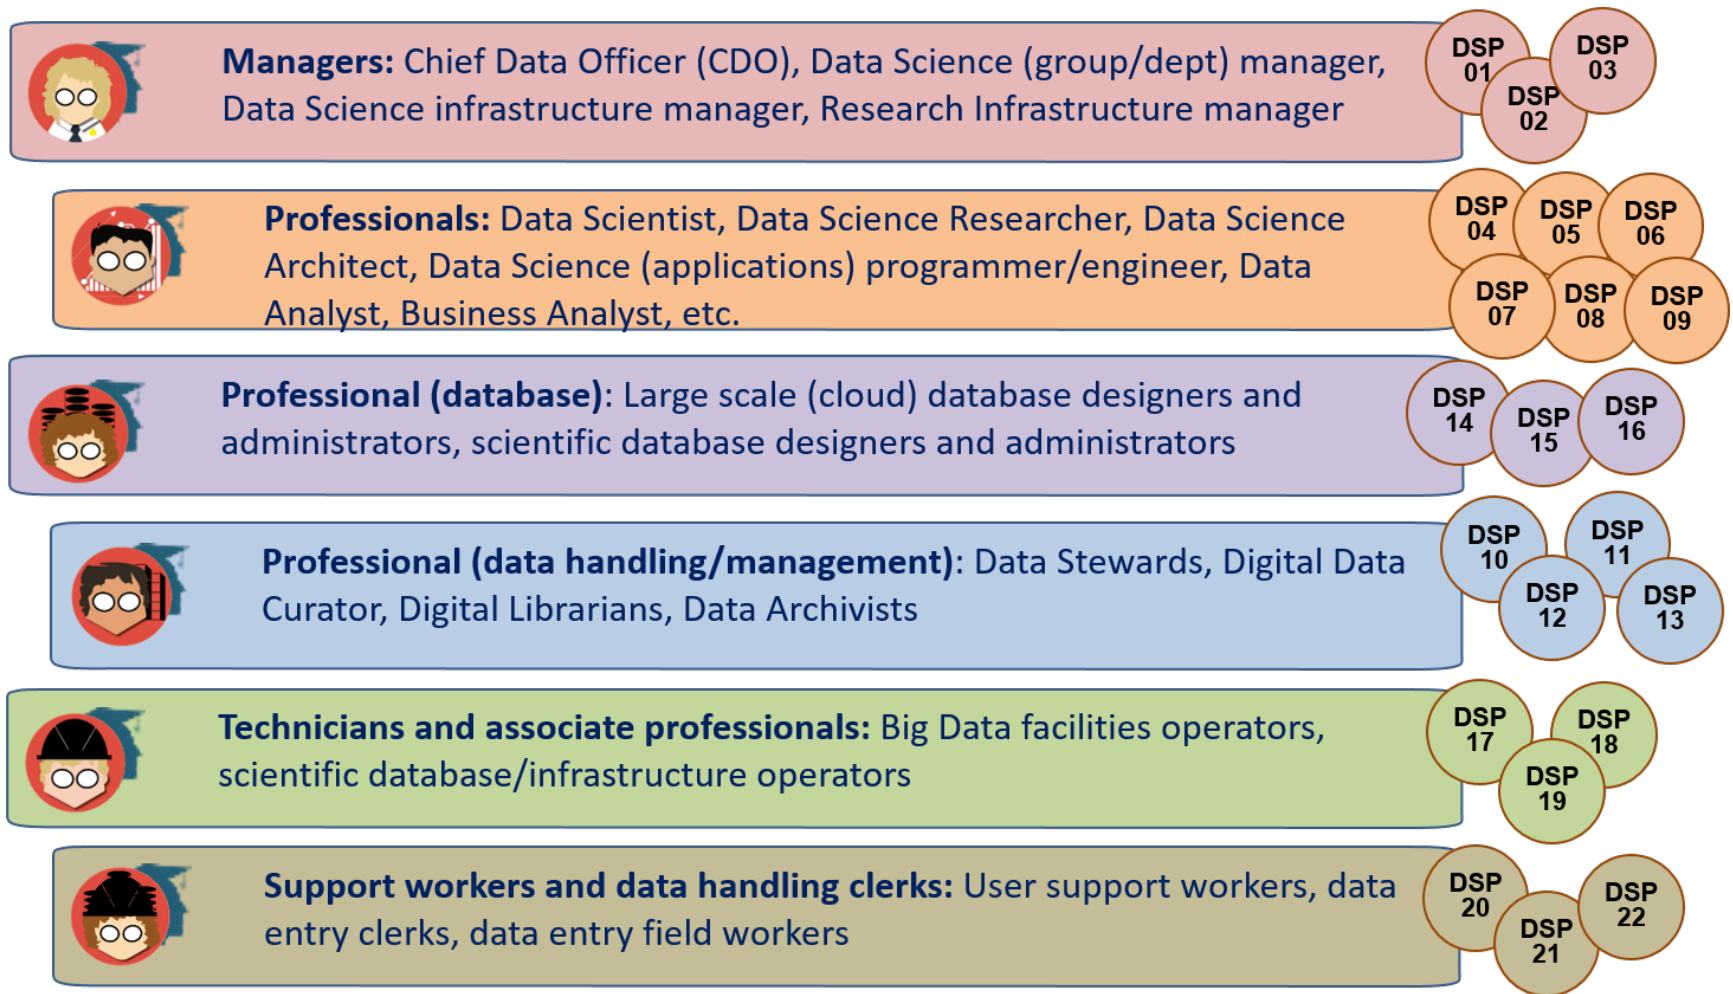 Managers: Chief Data Officer (CDO), Data Science (group/dept) manager,
Data Science infrastructure manager, Research Infrastructure manager
DSP
01
DSP
02
DSP
03
Professionals: Data Scientist, Data Science Researcher, Data Science
Architect, Data Science (applications) programmer/engineer, Data
Analyst, Business Analyst, etc.
DSP
04
DSP
05
DSP
06
DSP
07
DSP
08
DSP
09
Professional (database): Large scale (cloud) database designers and
administrators, scientific database designers and administrators
DSP
14
DSP
15
DSP
16
Professional (data handling/management): Data Stewards, Digital Data
Curator, Digital Librarians, Data Archivists
DSP
10
DSP
11
DSP
12
DSP
13
Technicians and associate professionals: Big Data facilities operators,
scientific database/infrastructure operators
DSP
17
DSP
18
DSP
19
Support workers and data handling clerks: User support workers, data
entry clerks, data entry field workers
DSP
20
DSP
21
DSP
22